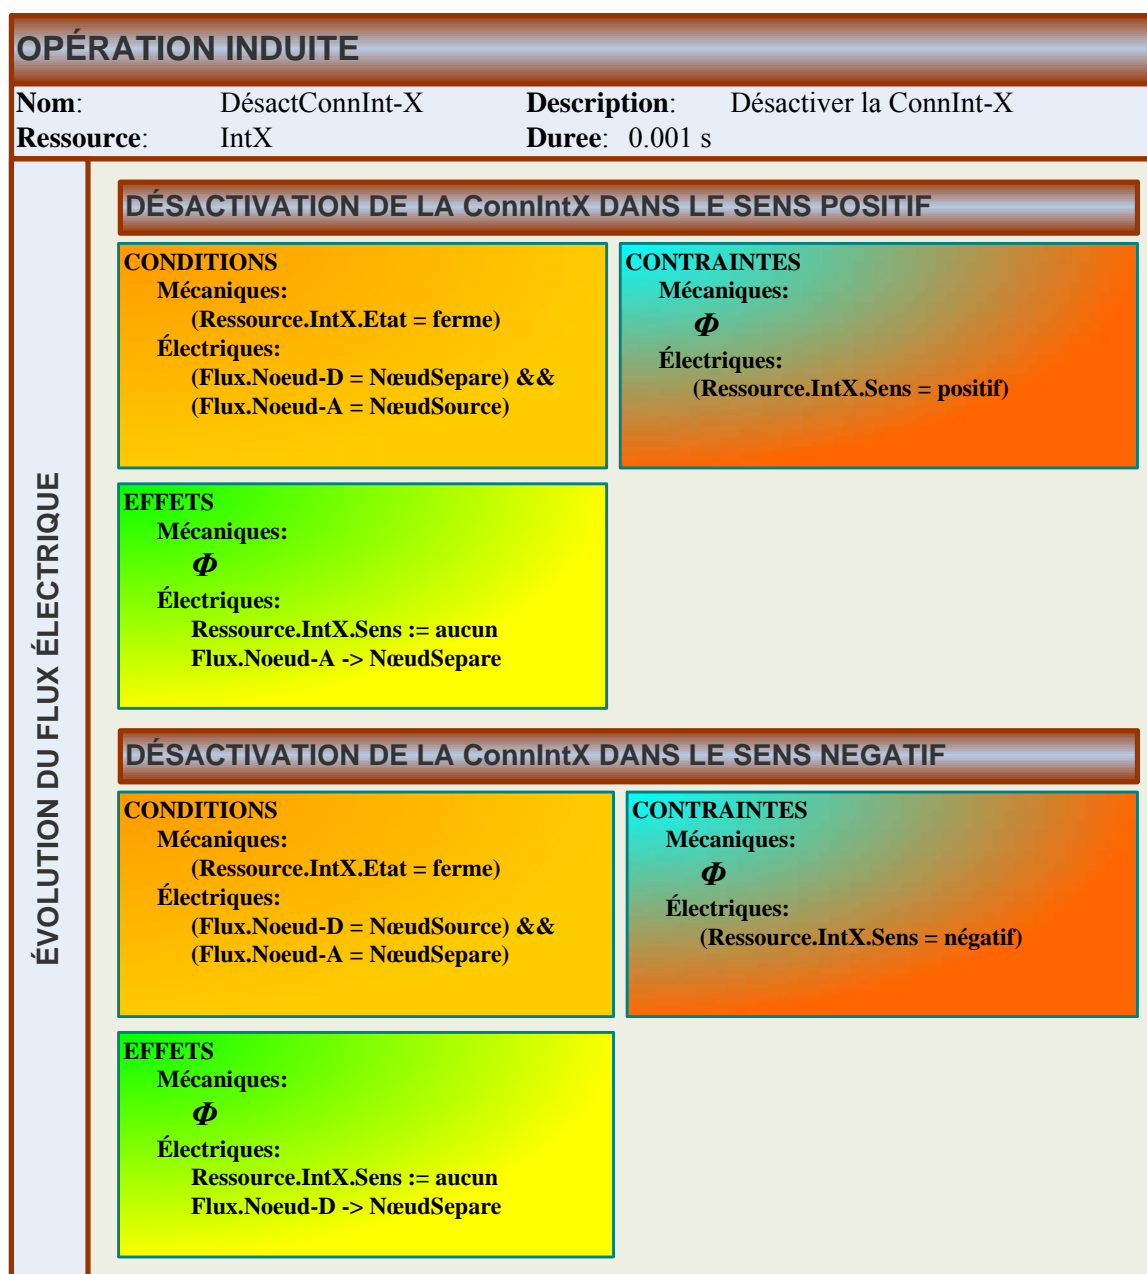 OPÉRATION INDUITE
Nom: DésactConnInt-X Description: Désactiver la ConnInt-X
Ressource: IntX Duree: 0.001 s
ÉVOLUTION DU FLUX ÉLECTRIQUE
DÉSACTIVATION DE LA ConnIntX DANS LE SENS POSITIF
CONDITIONS
Mécaniques:
(Ressource.IntX.Etat = ferme)
Électriques:
(Flux.Noeud-D = NœudSepare) &&
(Flux.Noeud-A = NœudSource)
CONTRAINTES
Mécaniques:
Φ
Électriques:
(Ressource.IntX.Sens = positif)
EFFETS
Mécaniques:
Φ
Électriques:
Ressource.IntX.Sens := aucun
Flux.Noeud-A -> NœudSepare
DÉSACTIVATION DE LA ConnIntX DANS LE SENS NEGATIF
CONDITIONS
Mécaniques:
(Ressource.IntX.Etat = ferme)
Électriques:
(Flux.Noeud-D = NœudSource) &&
(Flux.Noeud-A = NœudSepare)
CONTRAINTES
Mécaniques:
Φ
Électriques:
(Ressource.IntX.Sens = négatif)
EFFETS
Mécaniques:
Φ
Électriques:
Ressource.IntX.Sens := aucun
Flux.Noeud-D -> NœudSepare